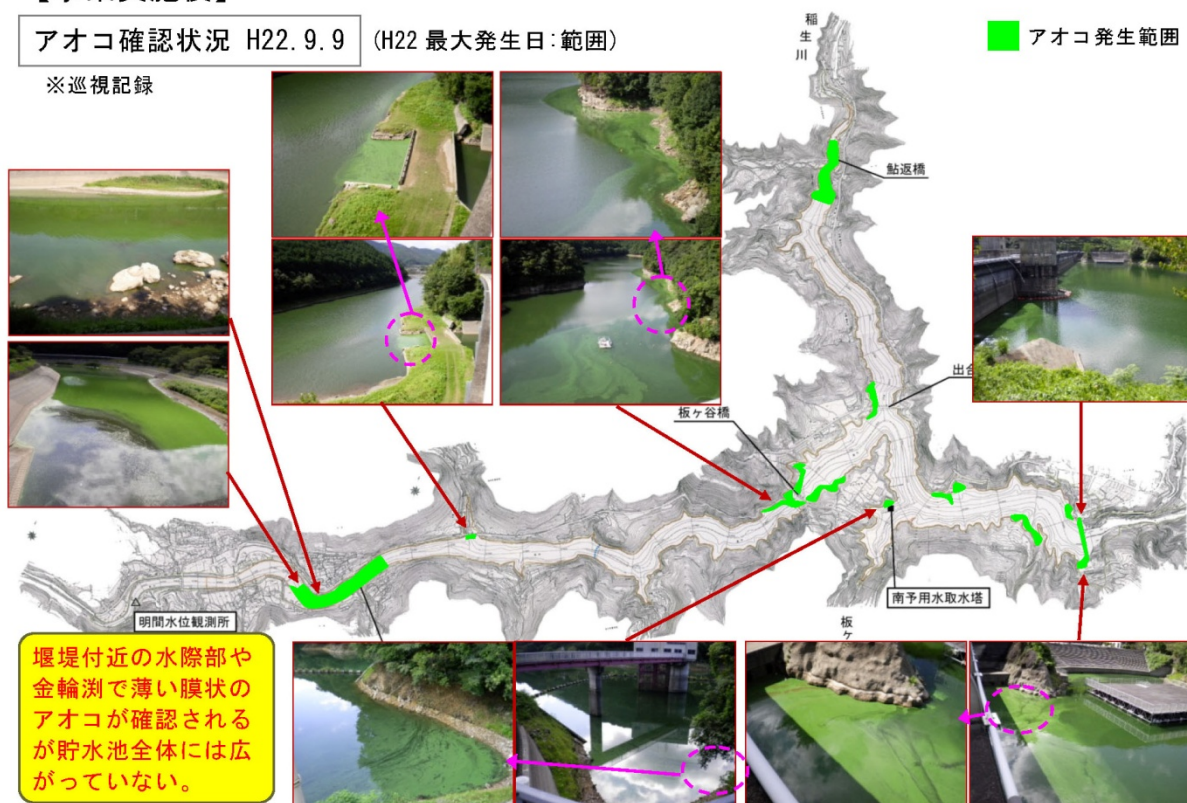 アオコ確認状況 H22.9.9 (H22 最大発生日:範囲)
※巡視記録
アオコ発生範囲
稲生川
鮎返橋
出合
板ヶ谷橋
南予用水取水塔
板ヶ
明間水位観測所
堰堤付近の水際部や
金輪渕で薄い膜状の
アオコが確認される
が貯水池全体には広
がっていない。